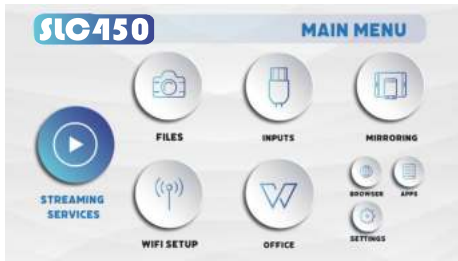 SLC450
MAIN MENU
FILES
INPUTS
MIRRORING
STREAMING
SERVICES
BROWSER
APPS
WIFI SETUP
OFFICE
SETTINGS